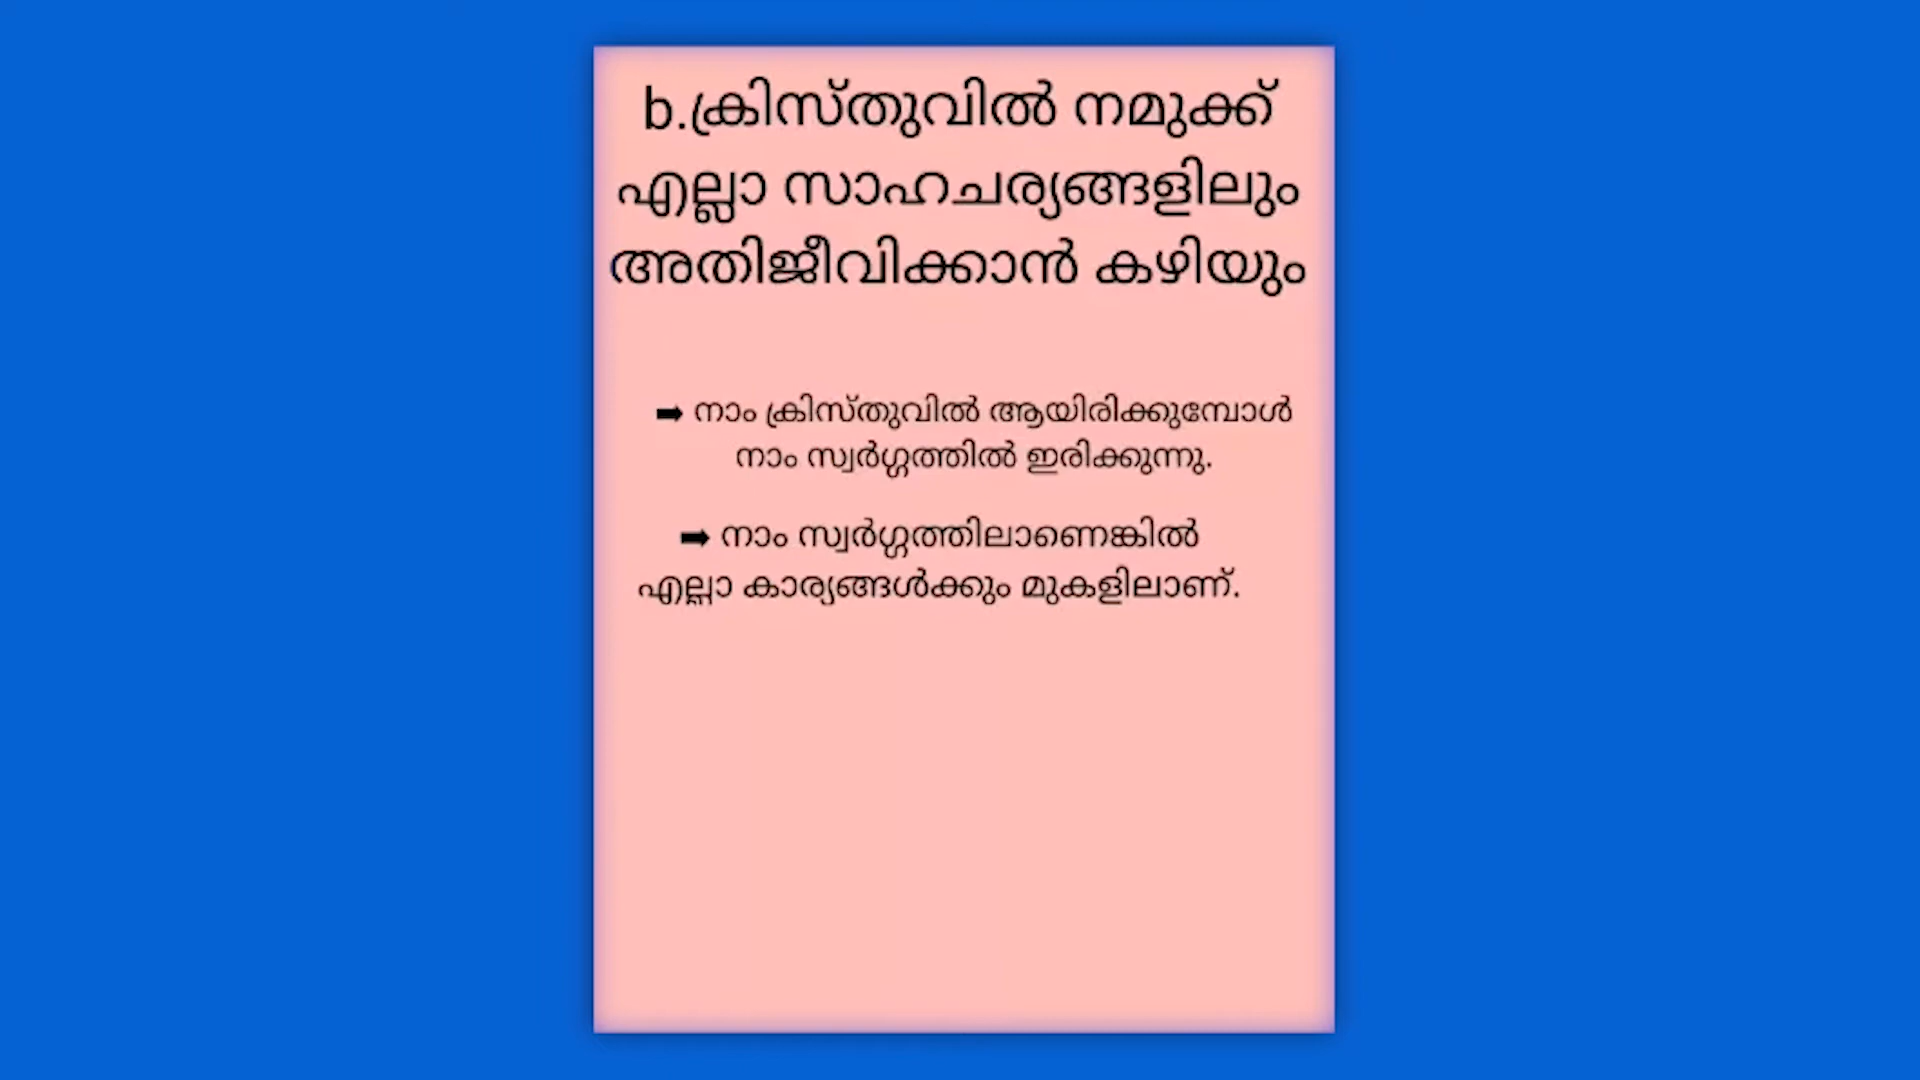 b.ക്രിസ്തുവിൽ നമുക്ക്
എല്ലാ സാഹചര്യങ്ങളിലും
അതിജീവിക്കാൻ കഴിയും
➡ നാം ക്രിസ്തുവിൽ ആയിരിക്കുമ്പോൾ
നാം സ്വർഗ്ഗത്തിൽ ഇരിക്കുന്നു.
➡ നാം സ്വർഗ്ഗത്തിലാണെങ്കിൽ
എല്ലാ കാര്യങ്ങൾക്കും മുകളിലാണ്.